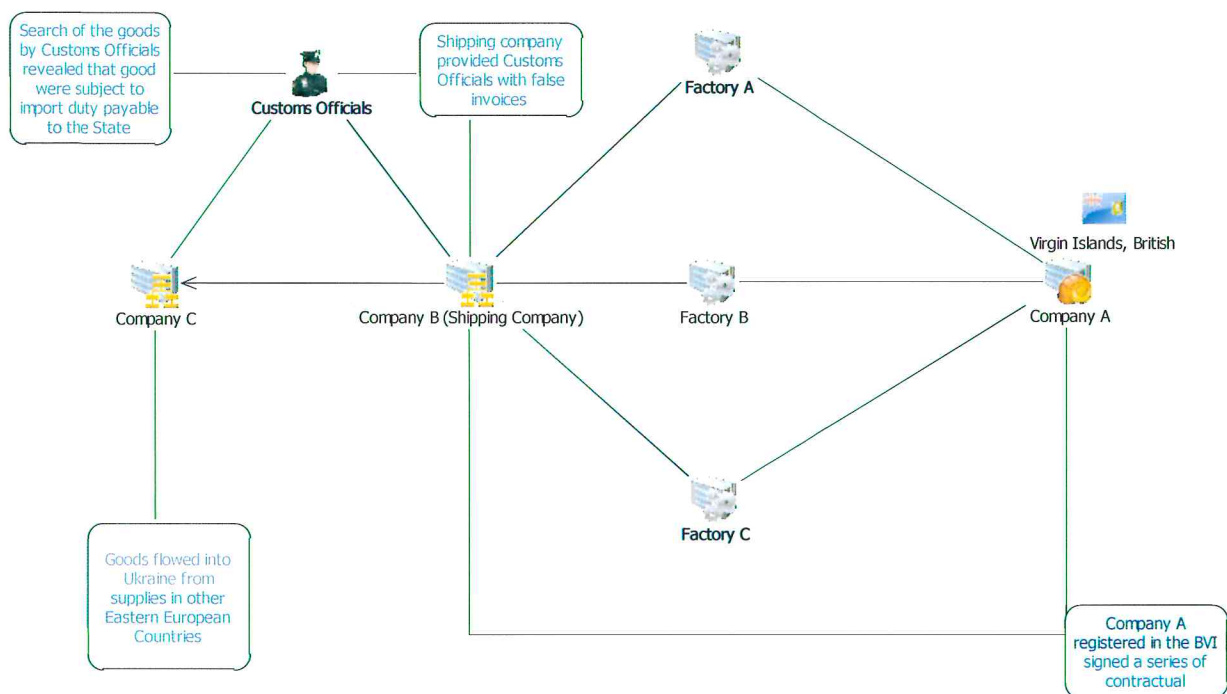 Search of the goods
by Customs Officials
revealed that good
were subject to
import duty payable
to the State
Customs Officials
Shipping company
provided Customs
Officials with false
invoices
Factory A
Virgin Islands, British
Company C
Company B (Shipping Company)
Factory B
Company A
Factory C
Goods flowed into
Ukraine from
supplies in other
Eastern European
Countries
Company A
registered in the BVI
signed a series of
contractual